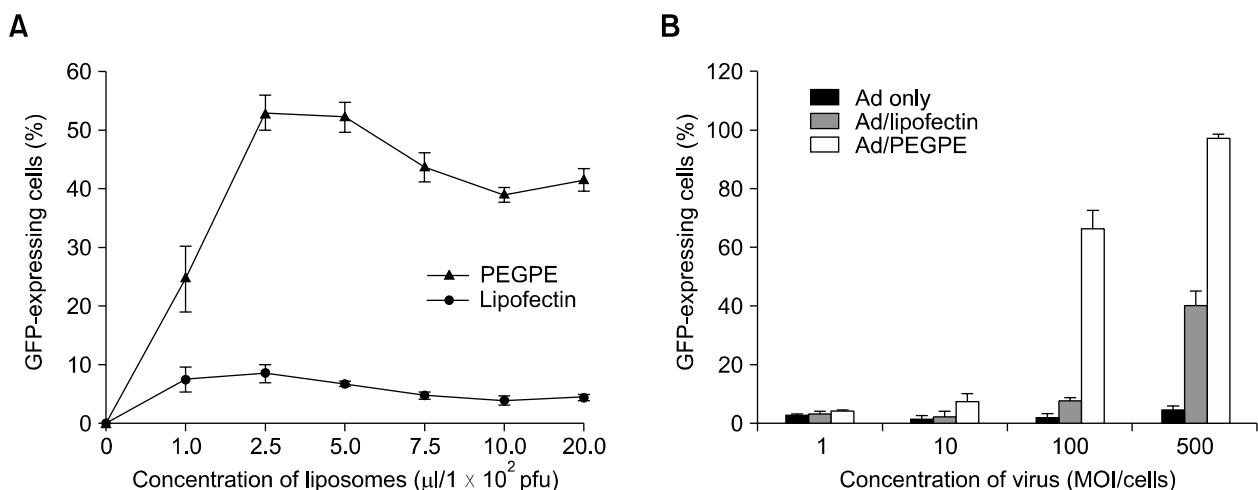 A
GFP-expressing cells (%)
60
50
40
30
20
10
0
PEGPE
Lipofectin
0 1.0 2.5 5.0 7.5 10.0 20.0
Concentration of liposomes (μl/1 × 10² pfu)
B
GFP-expressing cells (%)
120
100
80
60
40
20
0
Ad only
Ad/lipofectin
Ad/PEGPE
1 10 100 500
Concentration of virus (MOI/cells)